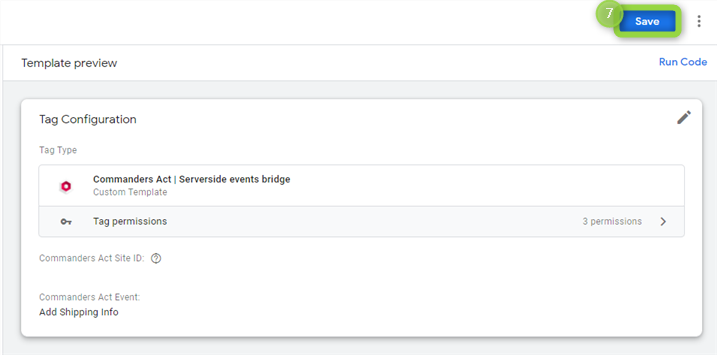 7
Save
Template preview
Run Code
Tag Configuration
Tag Type
Commanders Act | Serverside events bridge
Custom Template
Tag permissions
3 permissions
Commanders Act Site ID:
Commanders Act Event:
Add Shipping Info